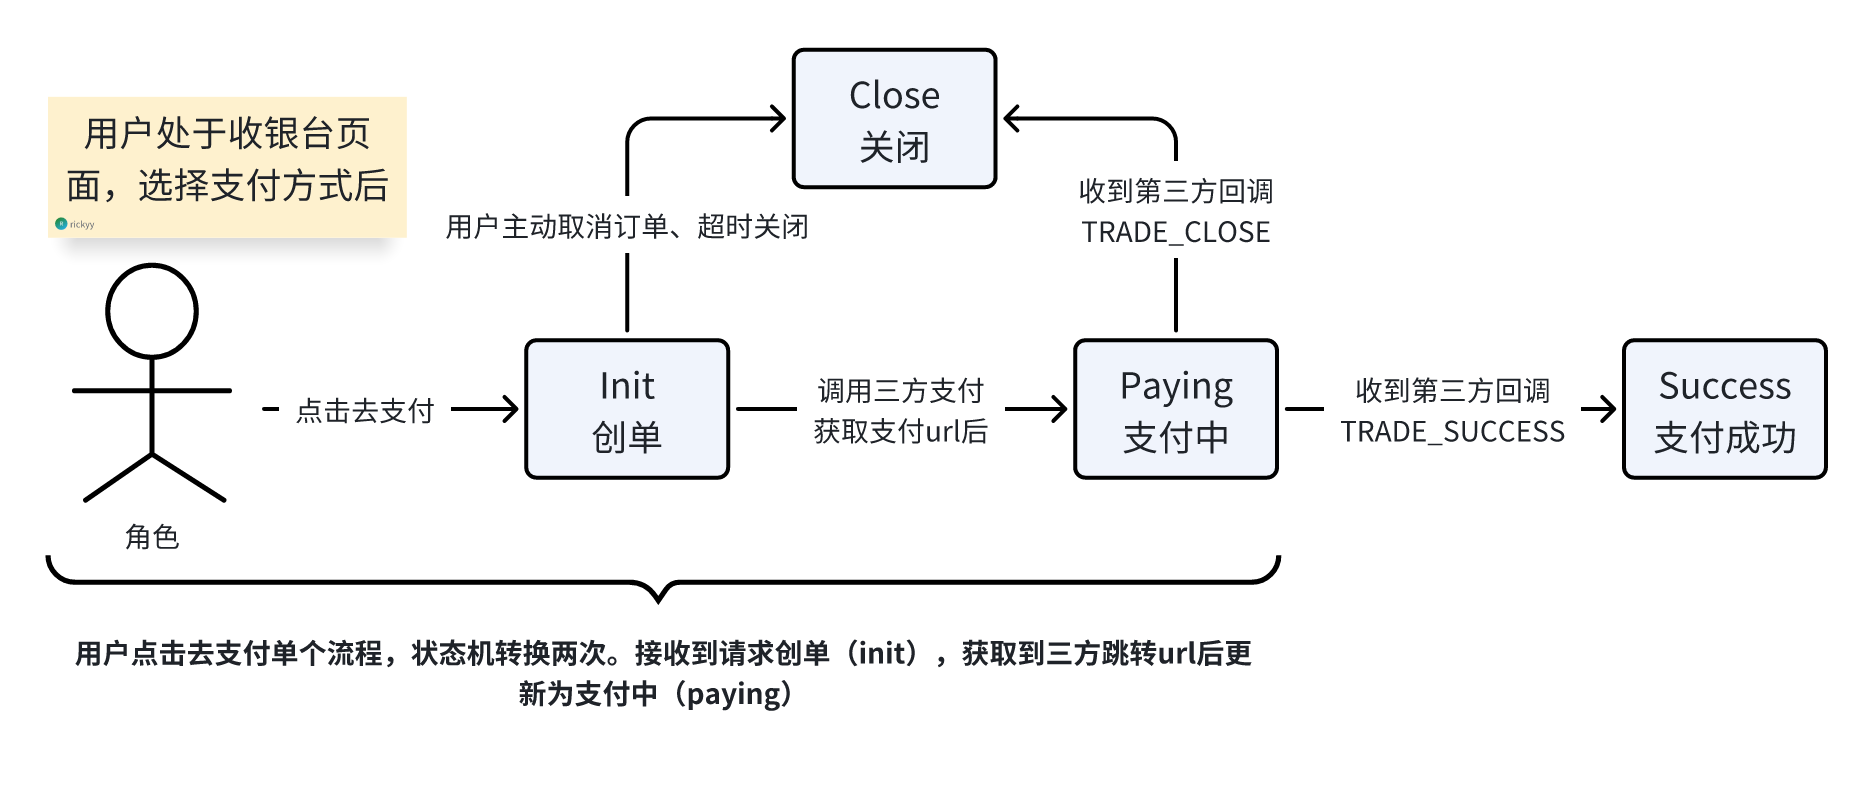 Close
关闭
用户处于收银台页
面，选择支付方式后
R rickyy
用户主动取消订单、超时关闭
收到第三方回调
TRADE_CLOSE
点击去支付
Init
创单
调用三方支付
获取支付url后
Paying
支付中
收到第三方回调
TRADE_SUCCESS
Success
支付成功
角色
用户点击去支付单个流程，状态机转换两次。接收到请求创单（init），获取到三方跳转url后更
新为支付中（paying）